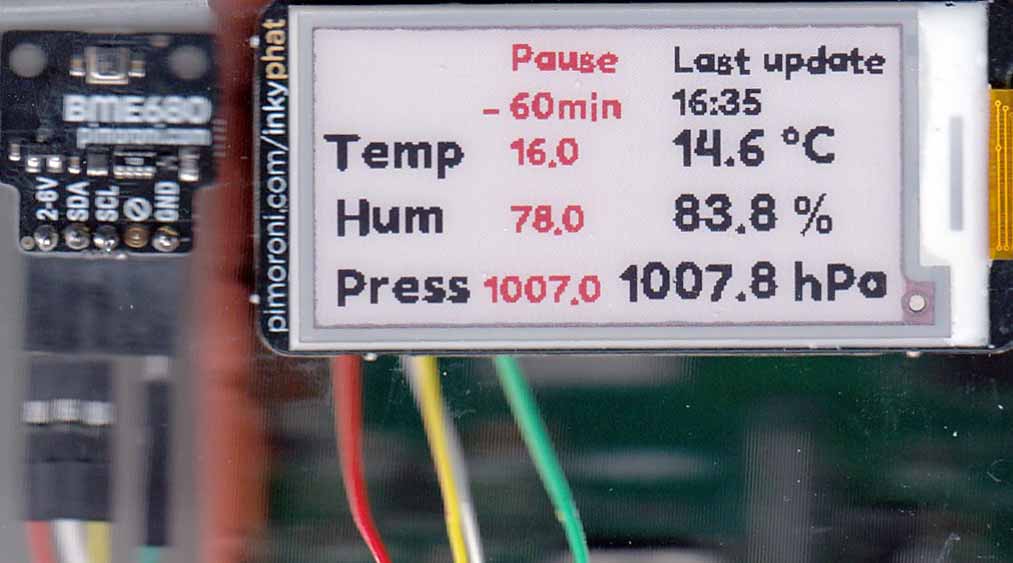 BME680
pimoroni.com
2-6V
SDA
SCL
GND
pimoroni.com/inkyphat
Pause Last update
- 60min 16:35
Temp 16.0 14.6 °C
Hum 78.0 83.8 %
Press 1007.0 1007.8 hPa